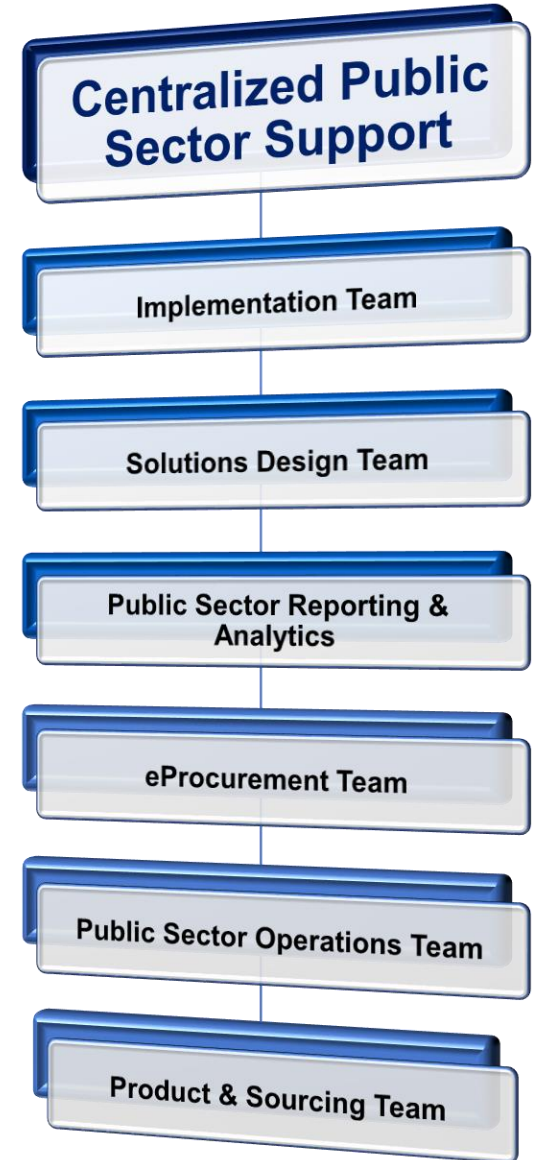 Centralized Public
Sector Support
Implementation Team
Solutions Design Team
Public Sector Reporting &
Analytics
eProcurement Team
Public Sector Operations Team
Product & Sourcing Team